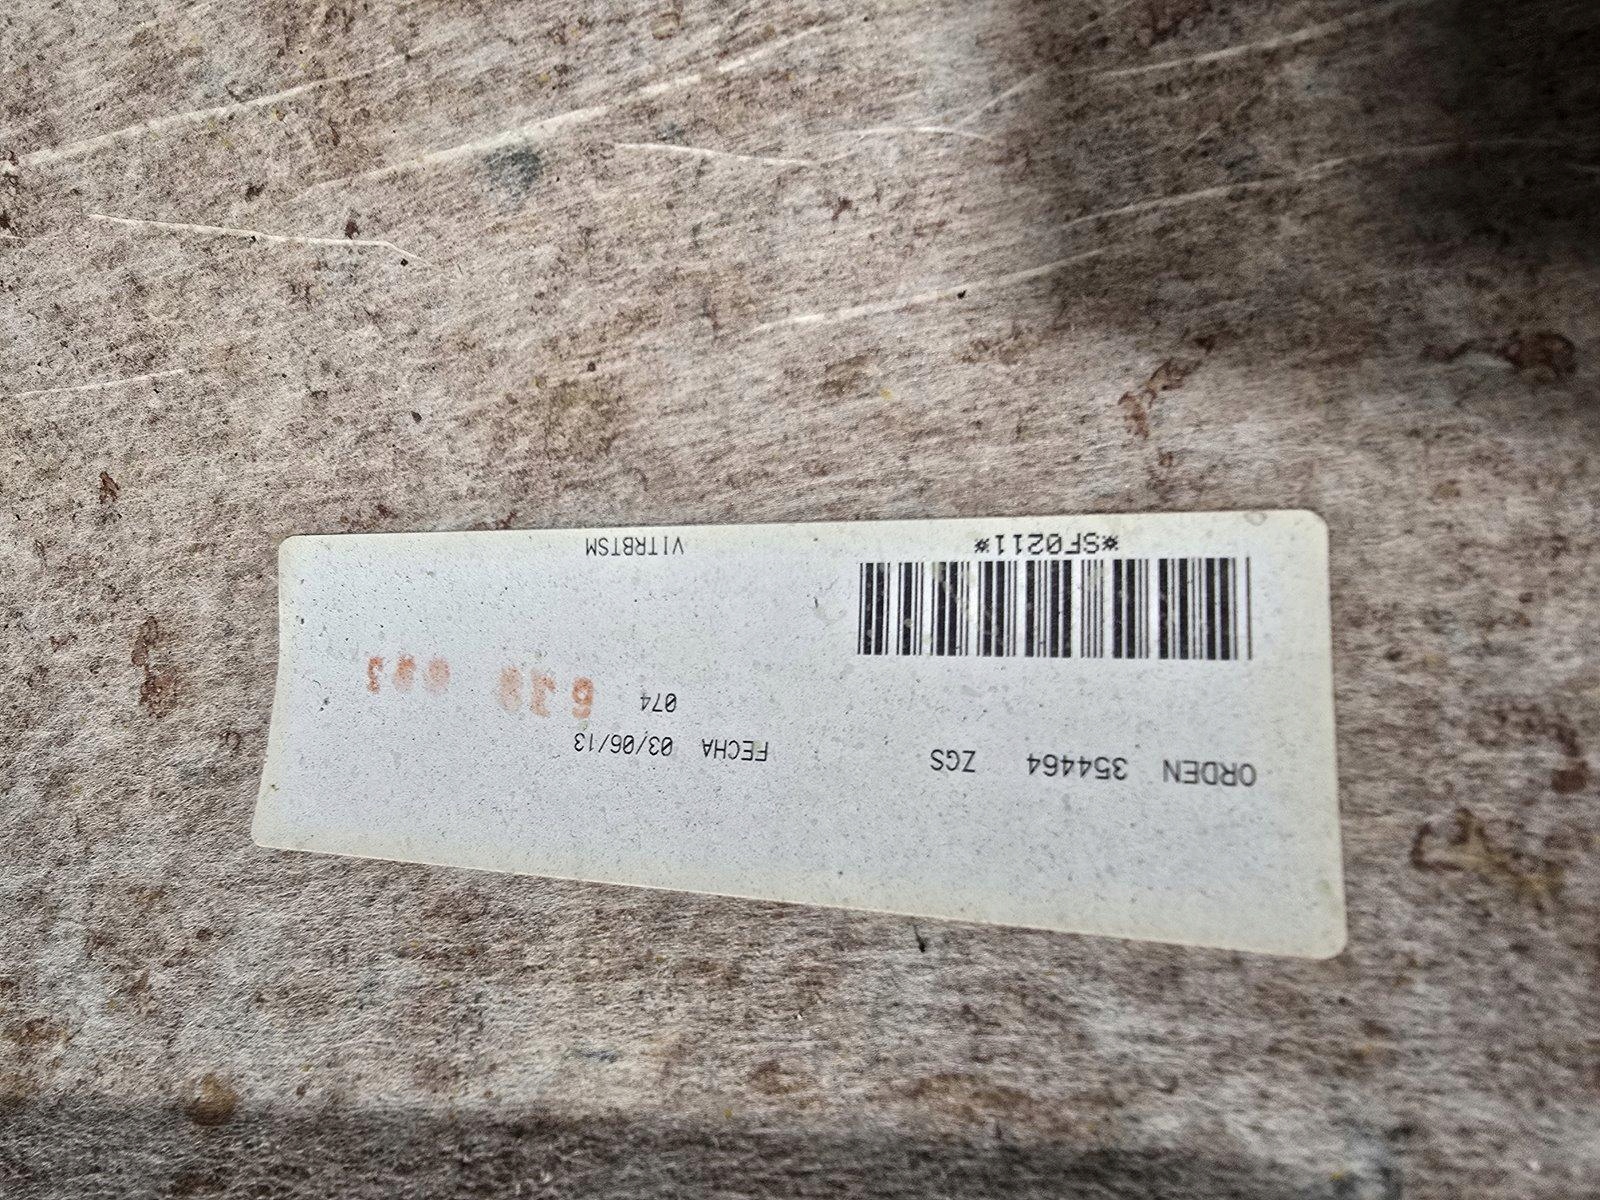 ORDEN 354464 ZGS FECHA 03/06/13
074
*SF0211* VITRBTSM